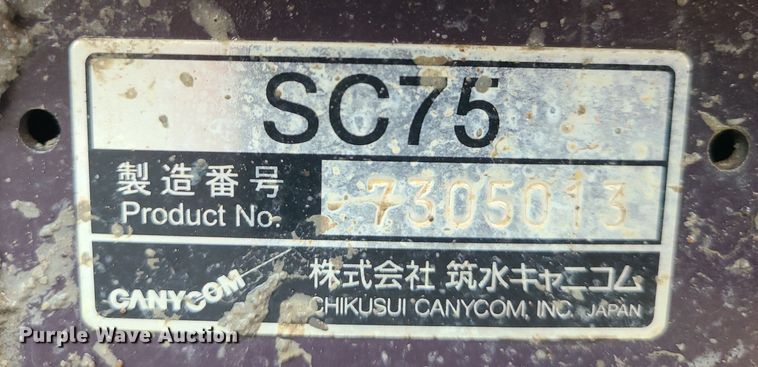 SC75
製造番号
Product No.
7305013
CANYCOM
株式会社 筑水キャニコム
CHIKUSUI CANYCOM, INC. JAPAN
Purple Wave Auction